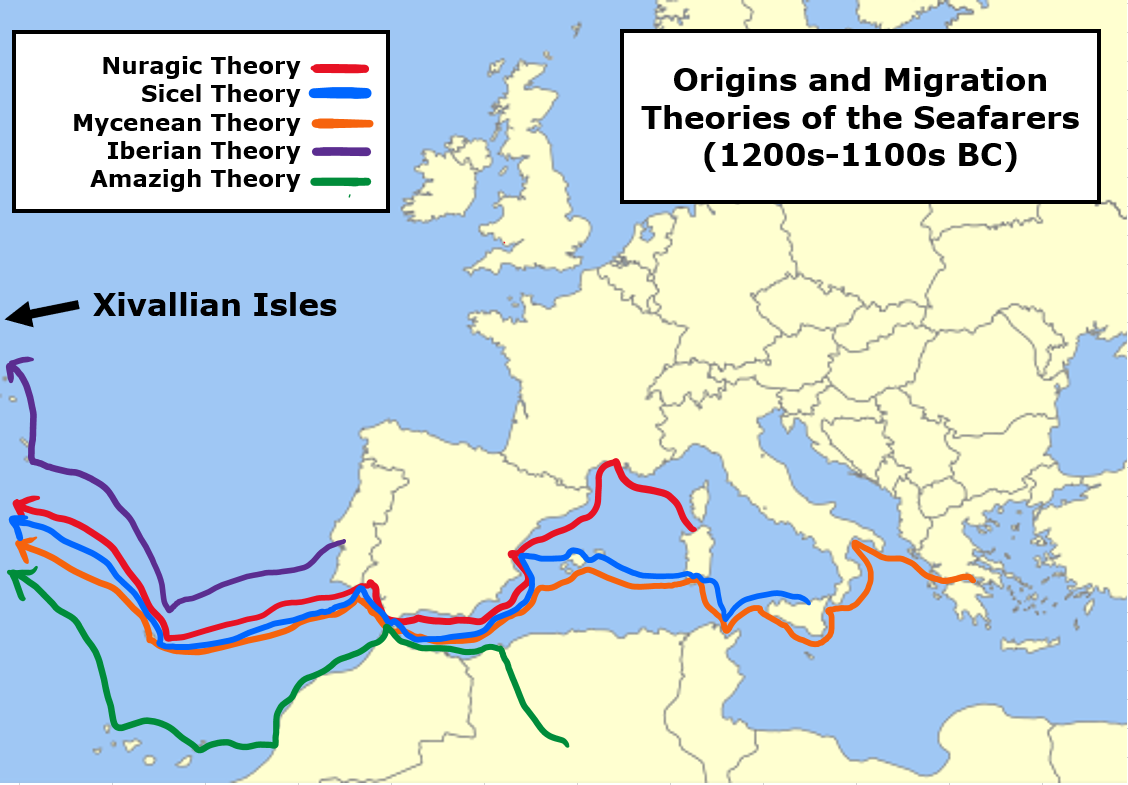 Nuragic Theory
Sicel Theory
Mycenean Theory
Iberian Theory
Amazigh Theory
Origins and Migration
Theories of the Seafarers
(1200s-1100s BC)
Xivallian Isles